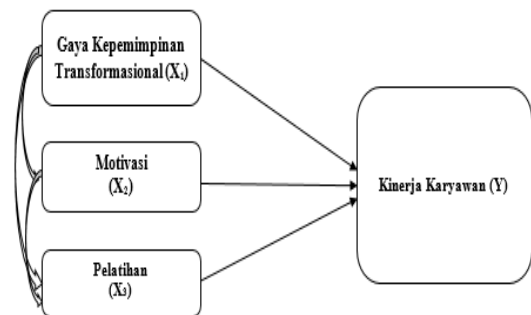 Gaya Kepemimpinan
Transformasional (X₁)
Motivasi
(X₂)
Kinerja Karyawan (Y)
Pelatihan
(X₃)